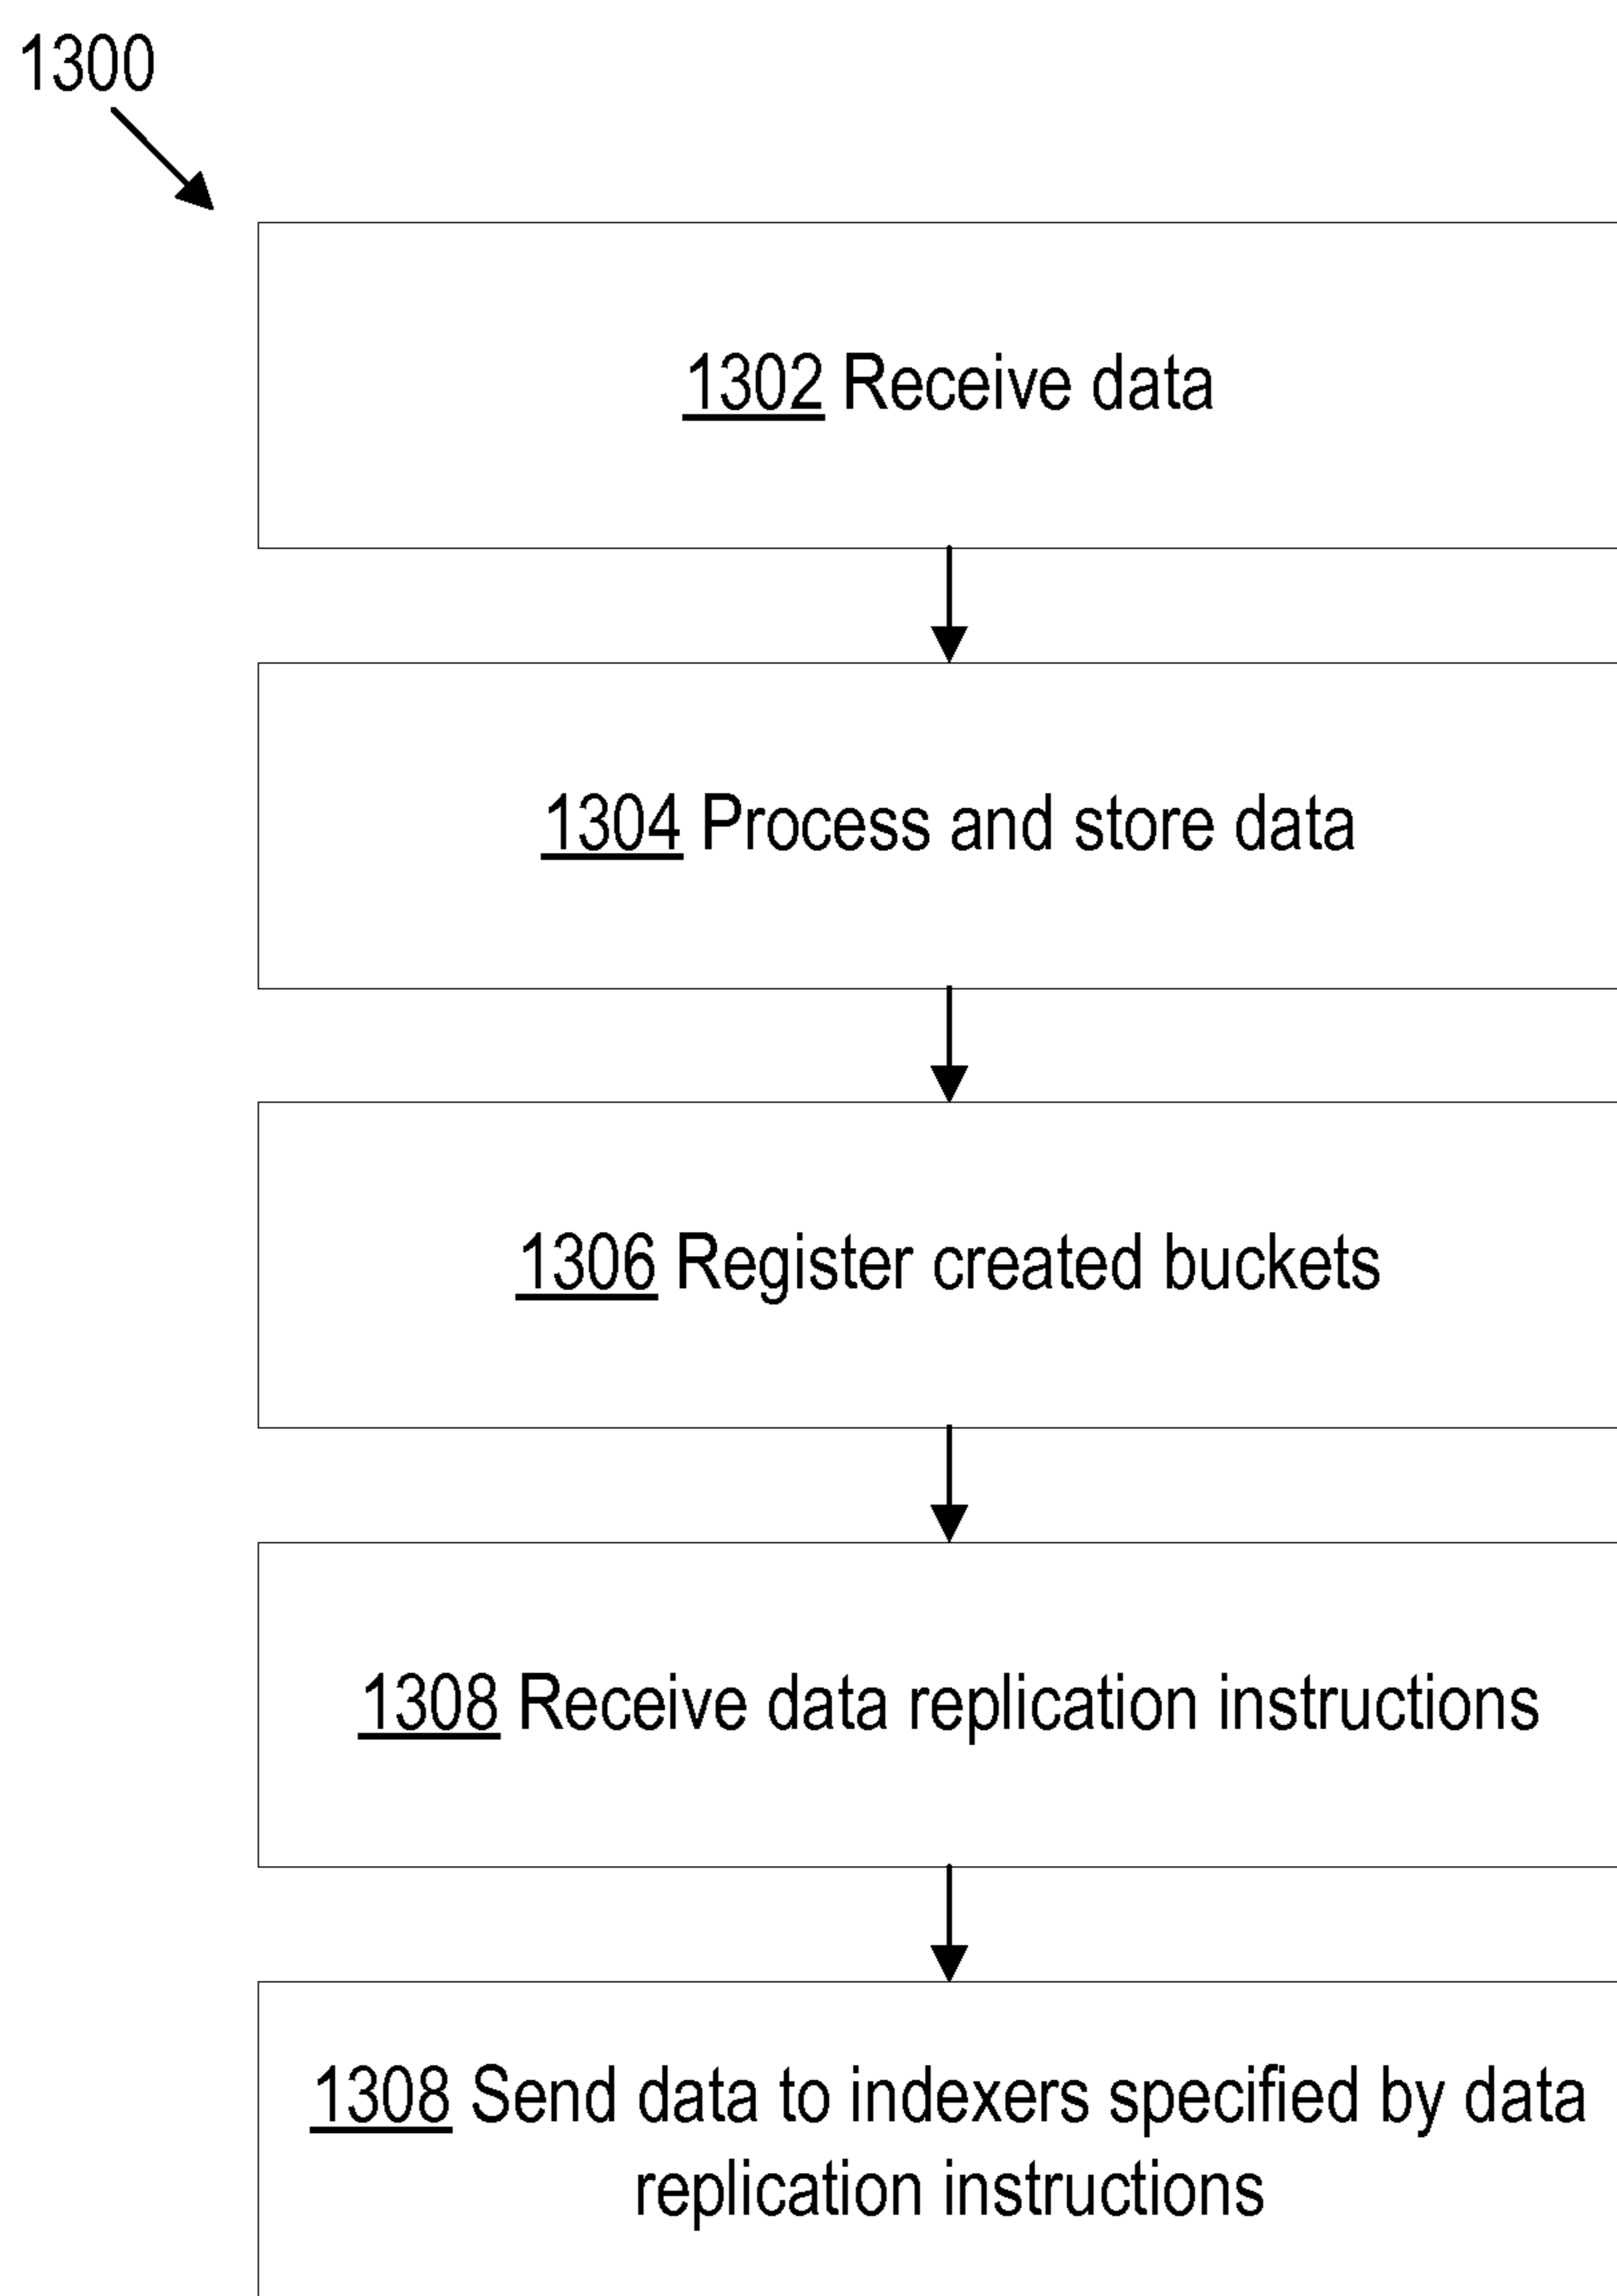 1300
1302 Receive data
1304 Process and store data
1306 Register created buckets
1308 Receive data replication instructions
1308 Send data to indexers specified by data
replication instructions